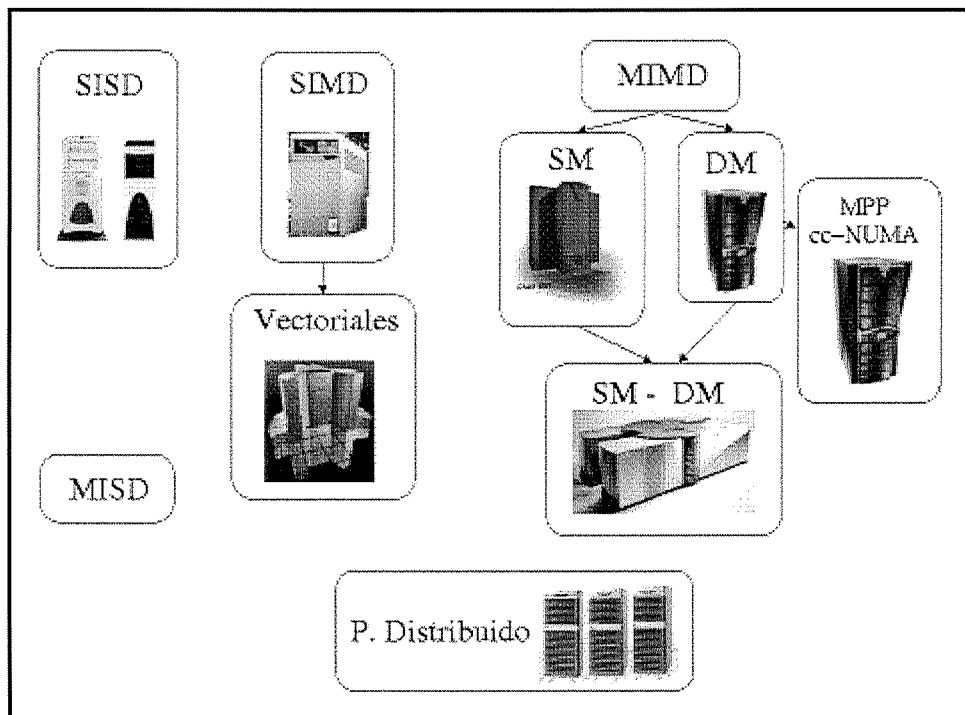 SISD
SIMD
MIMD
SM
DM
MPP
cc-NUMA
Vectoriales
SM - DM
MISD
P. Distribuido